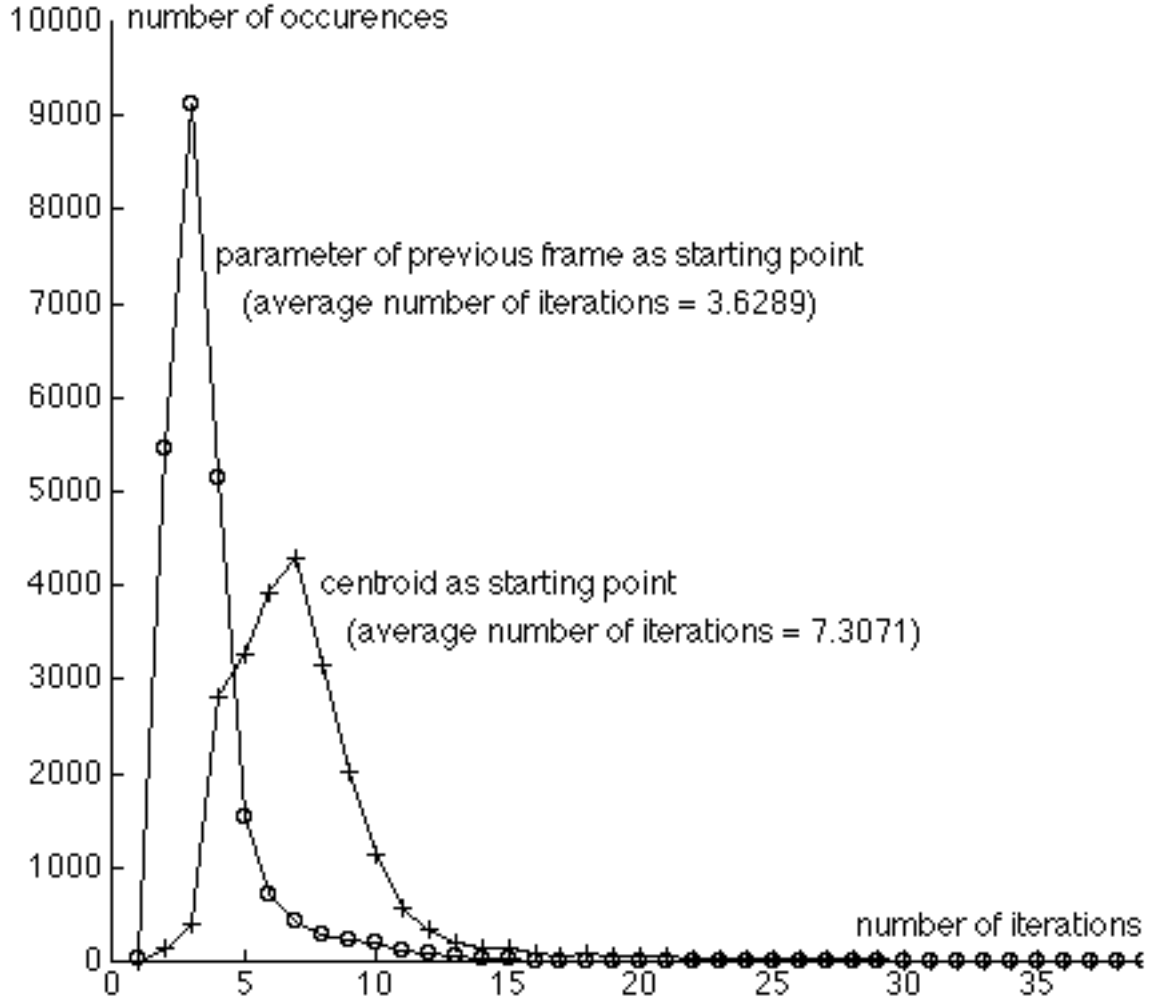 10000 number of occurences
9000
8000
parameter of previous frame as starting point
7000 (average number of iterations = 3.6289)
6000
5000
4000 centroid as starting point
(average number of iterations = 7.3071)
3000
2000
1000
number of iterations
0
0 5 10 15 20 25 30 35